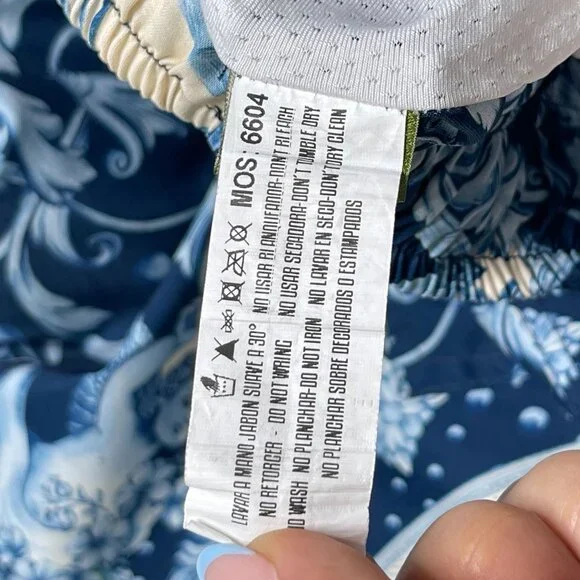 MOS: 6604
LAVAR A MANO JOBON SUAVE A 30° NO USAR BLANQUEADOR-DON'T BLEACH
NO RETORCER - DO NOT WRING NO USAR SECADORA-DON'T TUMBLE DRY
WASH NO PLANCHAR-DO NOT IRON NO LAVAR EN SECO-DON'T DRY CLEAN
NO PLANCHAR SOBRE DECORADOS O ESTAMPADOS